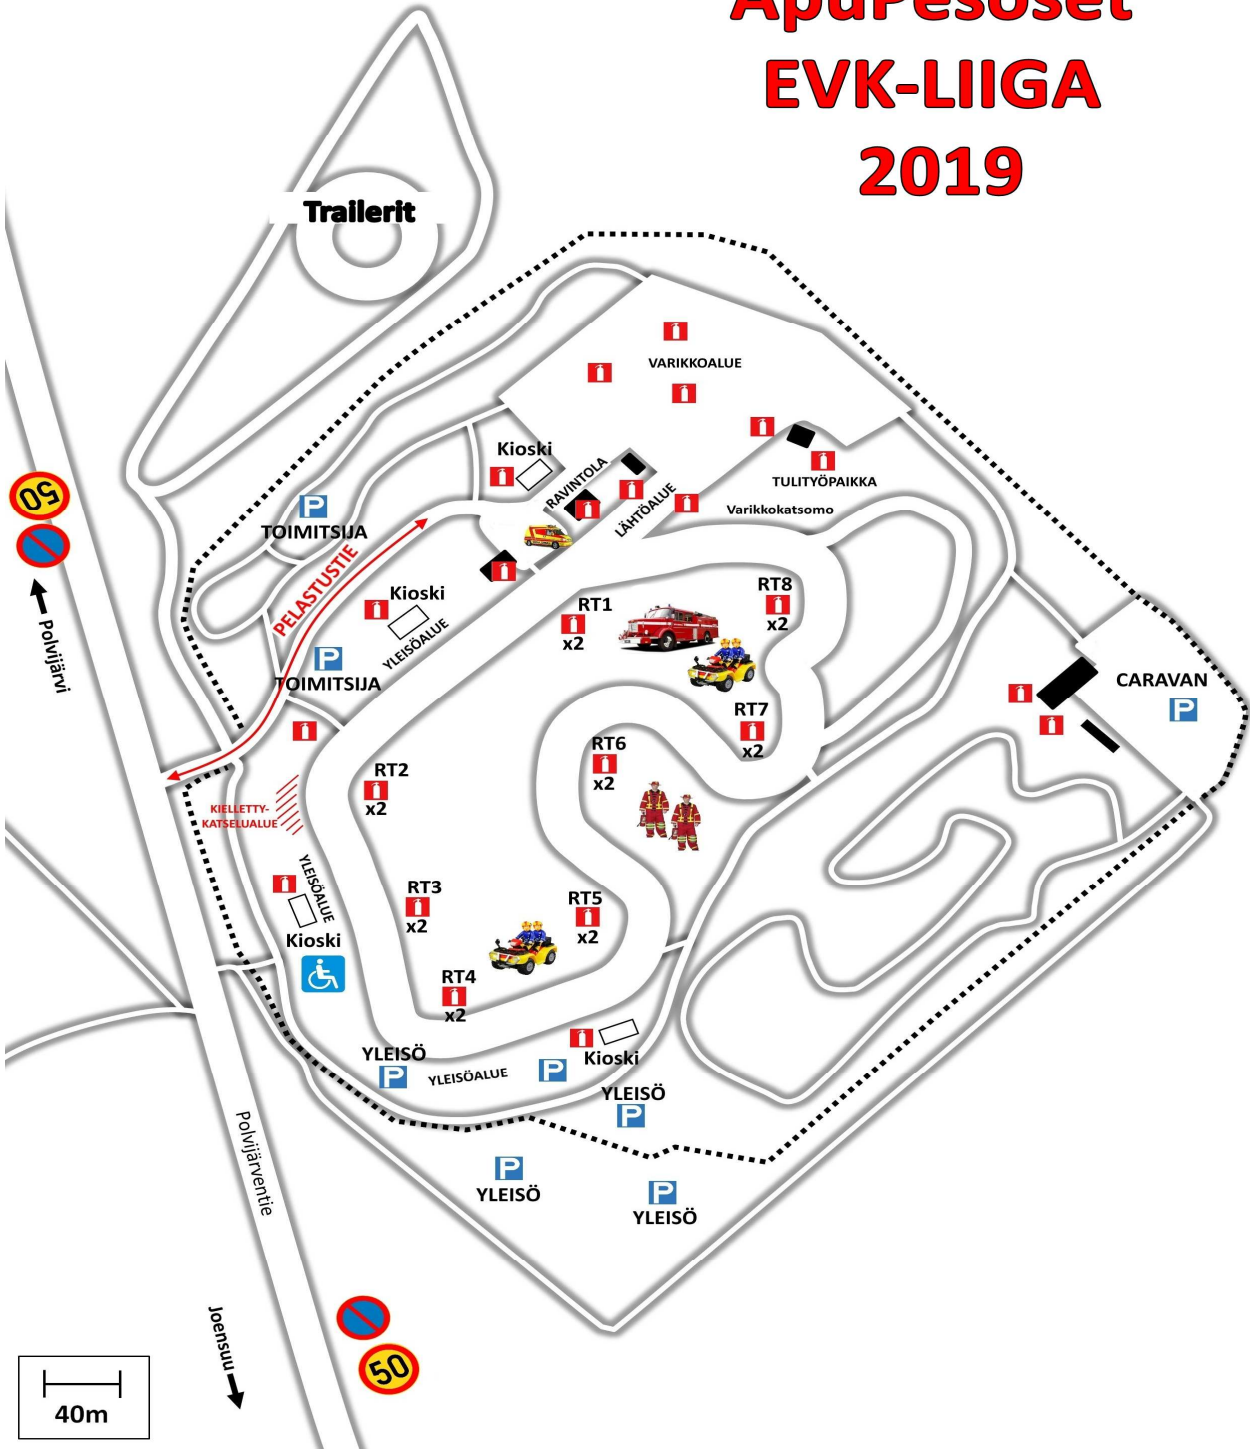 ApuPesöset
EVK-LIIGA
2019
Trailerit
VARIKKOALUE
Kioski
RAVINTOLA
LÄHTÖALUE
TULITYÖPAIKKA
Varikkokatsomo
50
P
TOIMITSIJA
PELASTUSTIE
Kioski
YLEISÖALUE
P
TOIMITSIJA
Polvijärvi
RT1
x2
RT8
x2
RT7
x2
RT6
x2
RT2
x2
CARAVAN
P
KIELLETTY-
KATSELUALUE
YLEISÖALUE
Kioski
RT3
x2
RT5
x2
RT4
x2
Kioski
YLEISÖ
P
YLEISÖALUE
P
YLEISÖ
P
P
YLEISÖ
P
YLEISÖ
Polvijärventie
Joensuu
50
40m